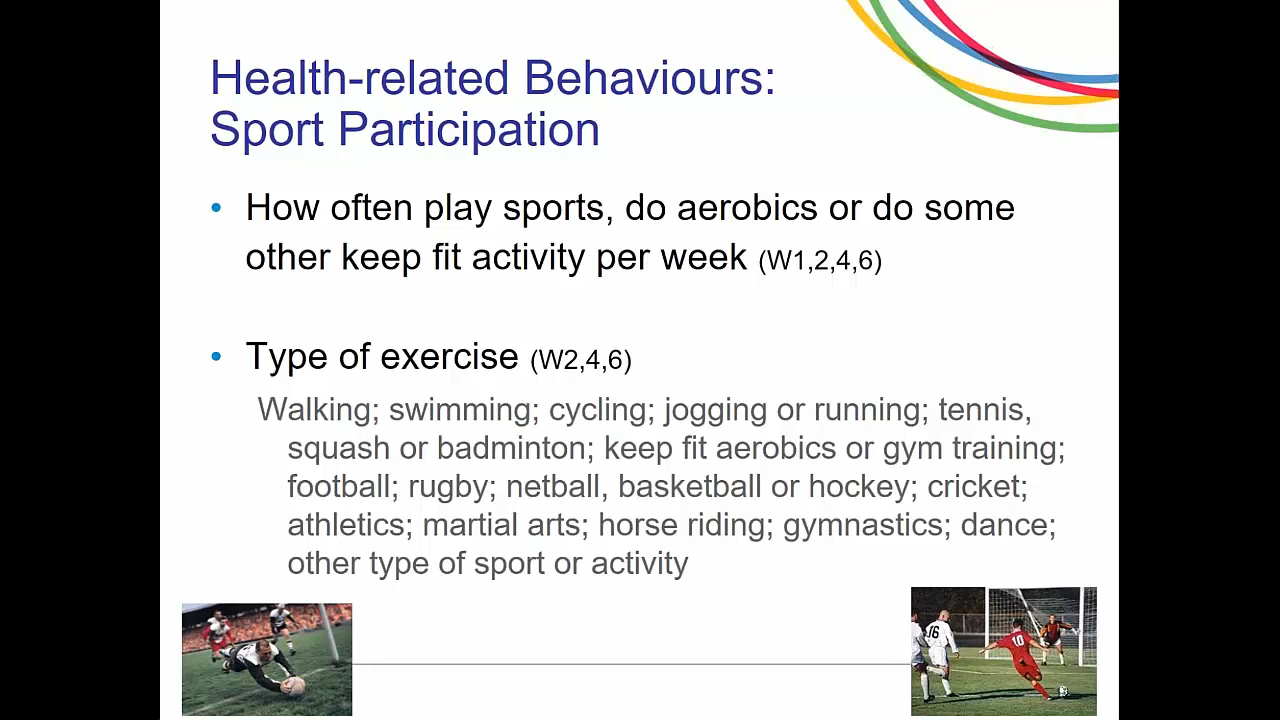 Health-related Behaviours:
Sport Participation
• How often play sports, do aerobics or do some
other keep fit activity per week (W1,2,4,6)
• Type of exercise (W2,4,6)
Walking; swimming; cycling; jogging or running; tennis,
squash or badminton; keep fit aerobics or gym training;
football; rugby; netball, basketball or hockey; cricket;
athletics; martial arts; horse riding; gymnastics; dance;
other type of sport or activity
16
10